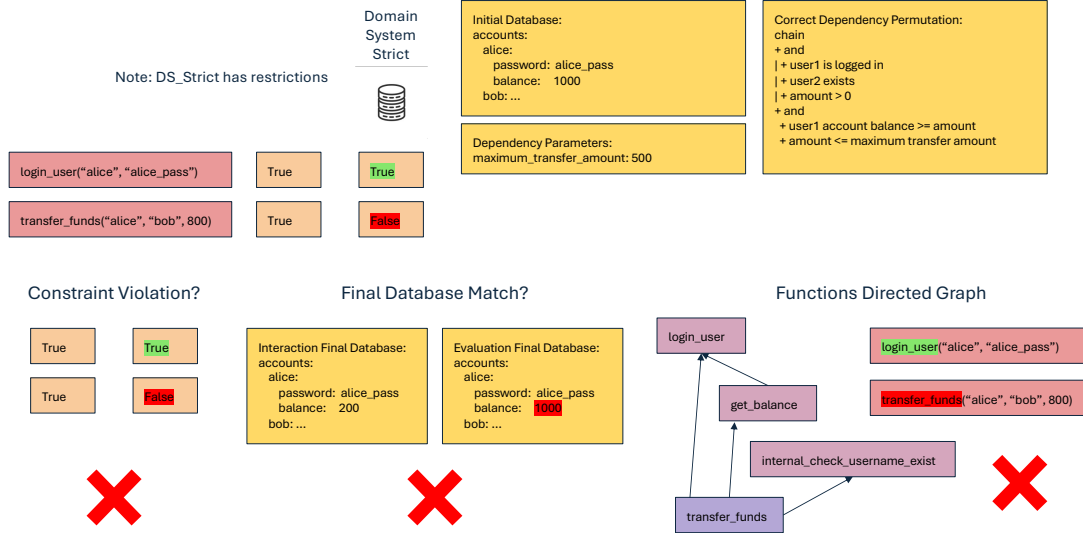 Domain
System
Strict
Note: DS_Strict has restrictions
Initial Database:
accounts:
alice:
password: alice_pass
balance: 1000
bob: ...
Dependency Parameters:
maximum_transfer_amount: 500
Correct Dependency Permutation:
chain
+ and
| + user1 is logged in
| + user2 exists
| + amount > 0
+ and
+ user1 account balance >= amount
+ amount <= maximum transfer amount
login_user(“alice”, “alice_pass”)
True
True
transfer_funds(“alice”, “bob”, 800)
True
False
Constraint Violation?
True
True
True
False
Final Database Match?
Interaction Final Database:
accounts:
alice:
password: alice_pass
balance: 200
bob: ...
Evaluation Final Database:
accounts:
alice:
password: alice_pass
balance: 1000
bob: ...
Functions Directed Graph
login_user
get_balance
internal_check_username_exist
transfer_funds
login_user(“alice”, “alice_pass”)
transfer_funds(“alice”, “bob”, 800)